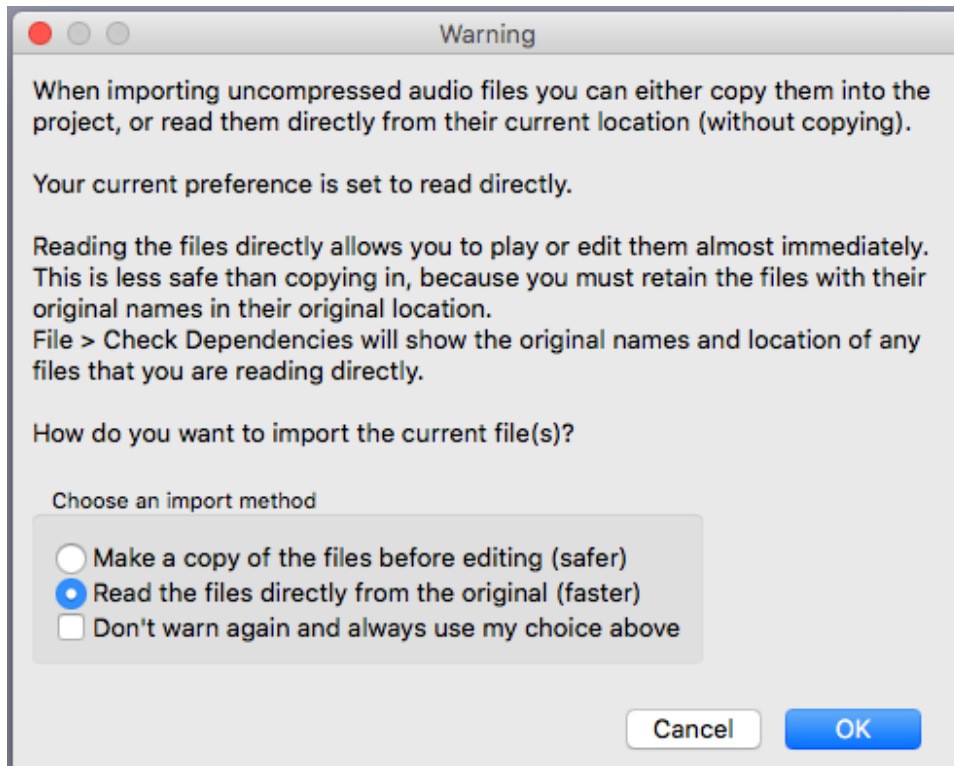 Warning
When importing uncompressed audio files you can either copy them into the
project, or read them directly from their current location (without copying).
Your current preference is set to read directly.
Reading the files directly allows you to play or edit them almost immediately.
This is less safe than copying in, because you must retain the files with their
original names in their original location.
File > Check Dependencies will show the original names and location of any
files that you are reading directly.
How do you want to import the current file(s)?
Choose an import method
Make a copy of the files before editing (safer)
Read the files directly from the original (faster)
Don't warn again and always use my choice above
Cancel OK